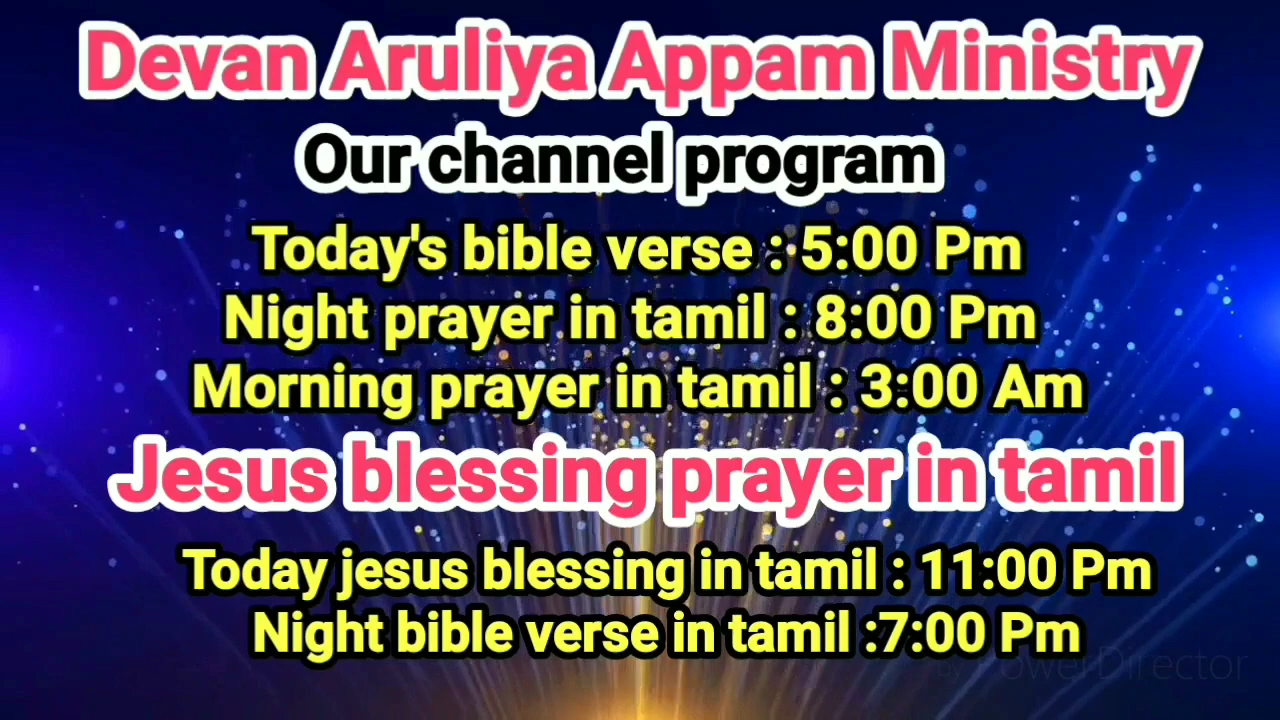 Devan Aruliya Appam Ministry
Our channel program
Today's bible verse : 5:00 Pm
Night prayer in tamil : 8:00 Pm
Morning prayer in tamil : 3:00 Am
Jesus blessing prayer in tamil
Today jesus blessing in tamil : 11:00 Pm
Night bible verse in tamil :7:00 Pm
by PowerDirector